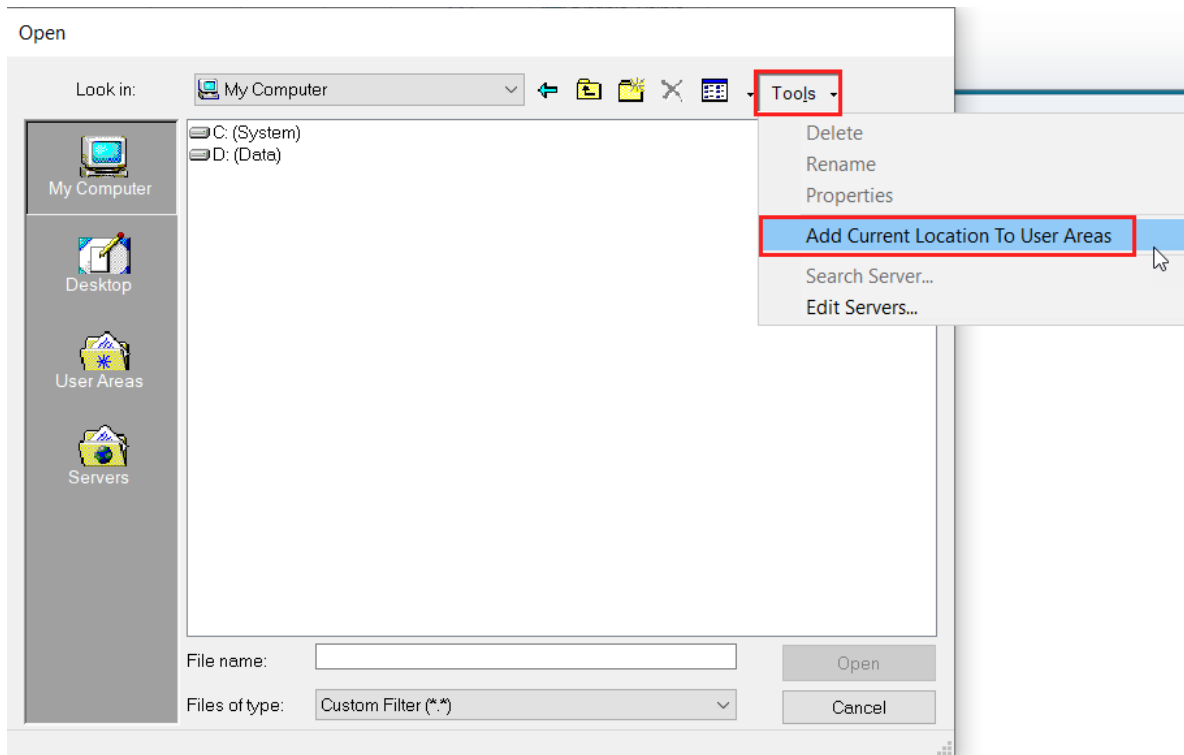 Open
Look in:
My Computer
Tools
C: (System)
D: (Data)
My Computer
Desktop
User Areas
Servers
Delete
Rename
Properties
Add Current Location To User Areas
Search Server...
Edit Servers...
File name:
Open
Files of type:
Custom Filter (*.*)
Cancel